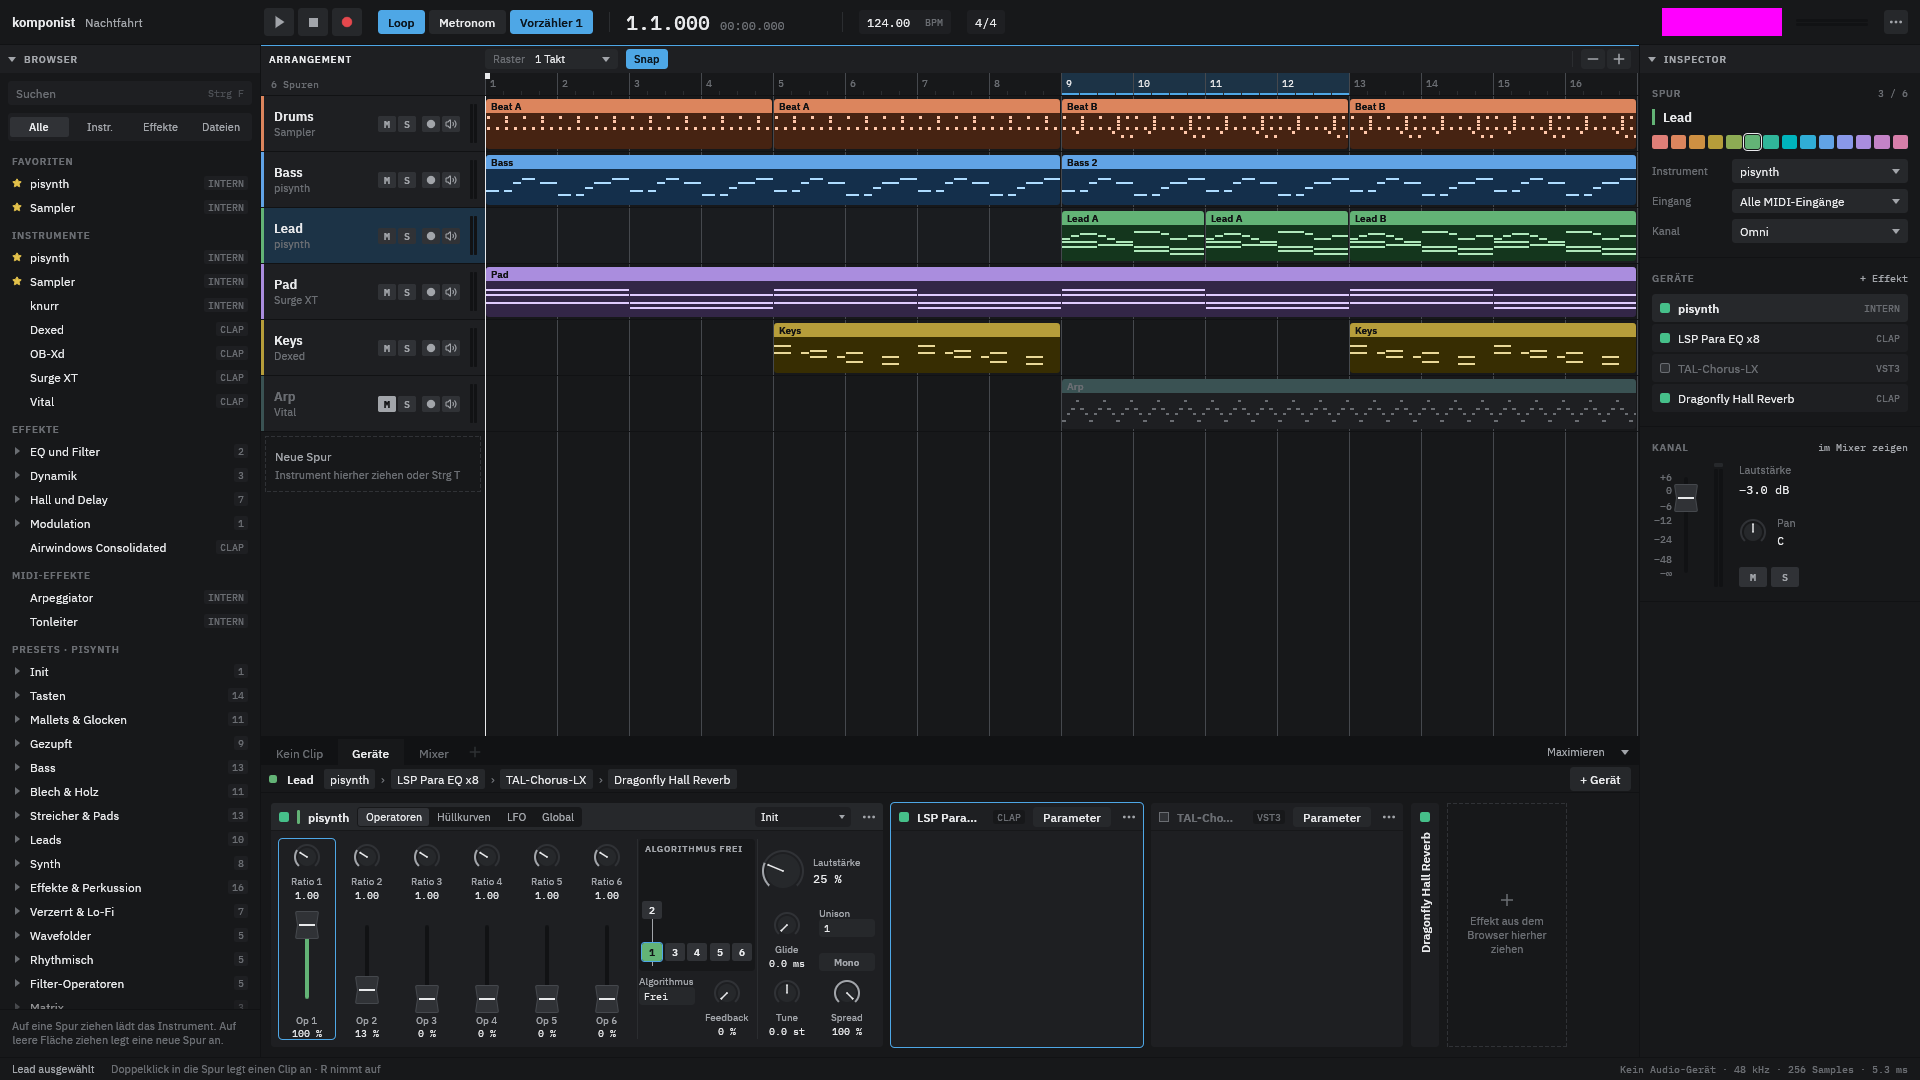 komponist Nachtfahrt
Loop Metronom Vorzähler 1
1.1.000 00:00.000
124.00 BPM 4/4
BROWSER
Suchen Strg F
Alle Instr. Effekte Dateien
FAVORITEN
pisynth INTERN
Sampler INTERN
INSTRUMENTE
pisynth INTERN
Sampler INTERN
knurr INTERN
Dexed CLAP
OB-Xd CLAP
Surge XT CLAP
Vital CLAP
EFFEKTE
EQ und Filter 2
Dynamik 3
Hall und Delay 7
Modulation 1
Airwindows Consolidated CLAP
MIDI-EFFEKTE
Arpeggiator INTERN
Tonleiter INTERN
PRESETS · PISYNTH
Init 1
Tasten 14
Mallets & Glocken 11
Gezupft 9
Bass 13
Blech & Holz 11
Streicher & Pads 13
Leads 10
Synth 8
Effekte & Perkussion 16
Verzerrt & Lo-Fi 7
Wavefolder 5
Rhythmisch 5
Filter-Operatoren 5
Matrix 3
Auf eine Spur ziehen lädt das Instrument. Auf
leere Fläche ziehen legt eine neue Spur an.
ARRANGEMENT Raster 1 Takt Snap
6 Spuren 1 2 3 4 5 6 7 8 9 10 11 12 13 14 15 16
Drums
Sampler
M S
Beat A Beat A Beat B Beat B
Bass
pisynth
M S
Bass Bass 2
Lead
pisynth
M S
Lead A Lead A Lead B
Pad
Surge XT
M S
Pad
Keys
Dexed
M S
Keys Keys
Arp
Vital
M S
Arp
Neue Spur
Instrument hierher ziehen oder Strg T
Kein Clip Geräte Mixer + Maximieren
Lead pisynth › LSP Para EQ x8 › TAL-Chorus-LX › Dragonfly Hall Reverb + Gerät
pisynth Operatoren Hüllkurven LFO Global Init
Ratio 1 Ratio 2 Ratio 3 Ratio 4 Ratio 5 Ratio 6
1.00 1.00 1.00 1.00 1.00 1.00
Op 1 Op 2 Op 3 Op 4 Op 5 Op 6
100 % 13 % 0 % 0 % 0 % 0 %
ALGORITHMUS FREI
2
1 3 4 5 6
Algorithmus
Frei
Feedback
0 %
Lautstärke
25 %
Unison
1
Glide
0.0 ms
Mono
Tune
0.0 st
Spread
100 %
LSP Para... CLAP Parameter
TAL-Cho... VST3 Parameter
Dragonfly Hall Reverb
+
Effekt aus dem
Browser hierher
ziehen
INSPECTOR
SPUR 3 / 6
Lead
Instrument pisynth
Eingang Alle MIDI-Eingänge
Kanal Omni
GERÄTE + Effekt
pisynth INTERN
LSP Para EQ x8 CLAP
TAL-Chorus-LX VST3
Dragonfly Hall Reverb CLAP
KANAL im Mixer zeigen
+6
0
−6
−12
−24
−48
−∞
Lautstärke
−3.0 dB
Pan
C
M S
Lead ausgewählt Doppelklick in die Spur legt einen Clip an · R nimmt auf
Kein Audio-Gerät · 48 kHz · 256 Samples · 5.3 ms